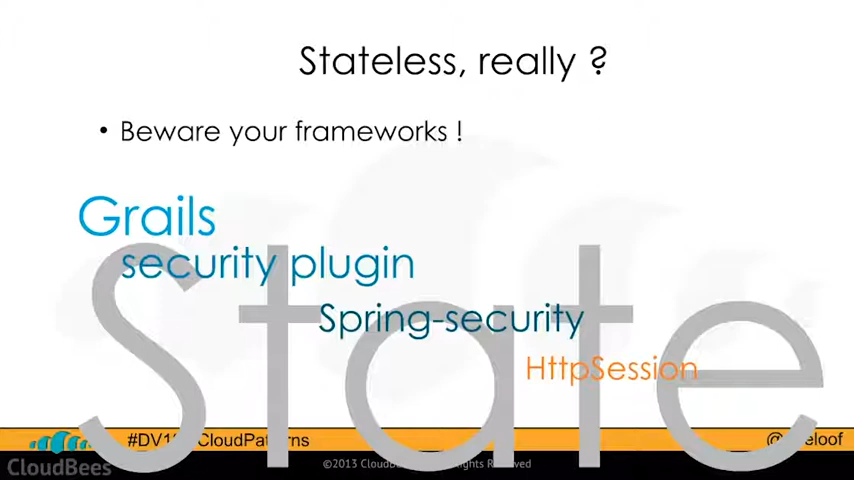 Stateless, really ?
• Beware your frameworks !
Grails
security plugin
Spring-security
HttpSession
State
CloudBees